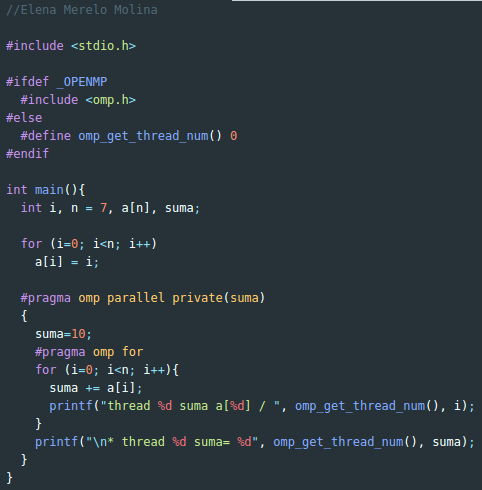 //Elena Merelo Molina
#include <stdio.h>
#ifdef _OPENMP
#include <omp.h>
#else
#define omp_get_thread_num() 0
#endif
int main(){
int i, n = 7, a[n], suma;
for (i=0; i<n; i++)
a[i] = i;
#pragma omp parallel private(suma)
{
suma=10;
#pragma omp for
for (i=0; i<n; i++){
suma += a[i];
printf("thread %d suma a[%d] / ", omp_get_thread_num(), i);
}
printf("\n* thread %d suma= %d", omp_get_thread_num(), suma);
}
}